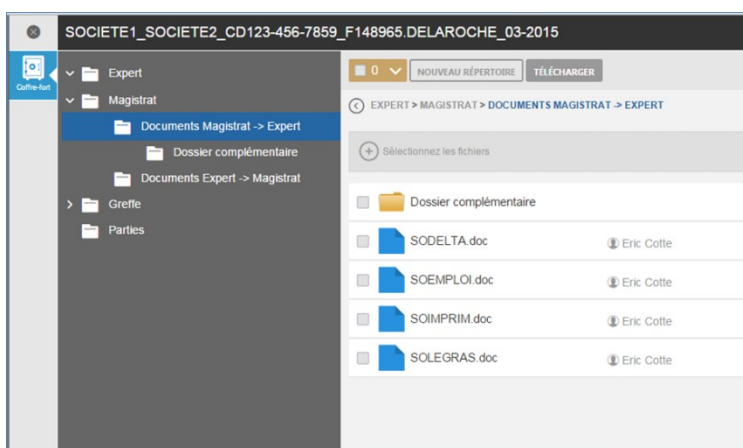 SOCIETE1_SOCIETE2_CD123-456-7859_F148965.DELAROCHE_03-2015
Coffre-fort
Expert
Magistrat
Documents Magistrat -> Expert
Dossier complémentaire
Documents Expert -> Magistrat
Greffe
Parties
0 NOUVEAU RÉPERTOIRE TÉLÉCHARGER
EXPERT > MAGISTRAT > DOCUMENTS MAGISTRAT -> EXPERT
Sélectionnez les fichiers
Dossier complémentaire
SODELTA.doc Eric Cotte
SOEMPLOI.doc Eric Cotte
SOIMPRIM.doc Eric Cotte
SOLEGRAS.doc Eric Cotte